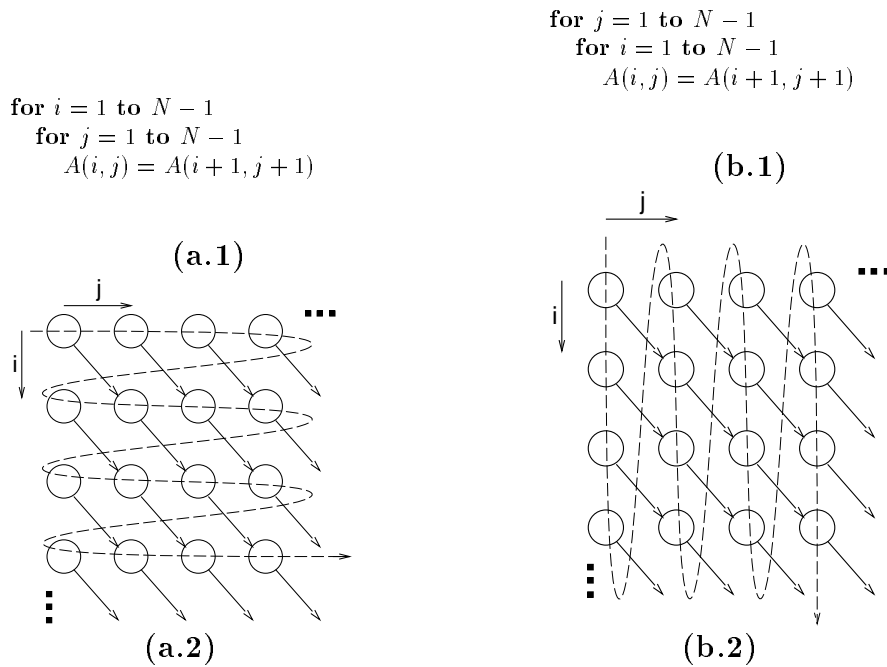 for i = 1 to N − 1
for j = 1 to N − 1
A(i, j) = A(i + 1, j + 1)
(a.1)
j
i
(a.2)
for j = 1 to N − 1
for i = 1 to N − 1
A(i, j) = A(i + 1, j + 1)
(b.1)
j
i
(b.2)